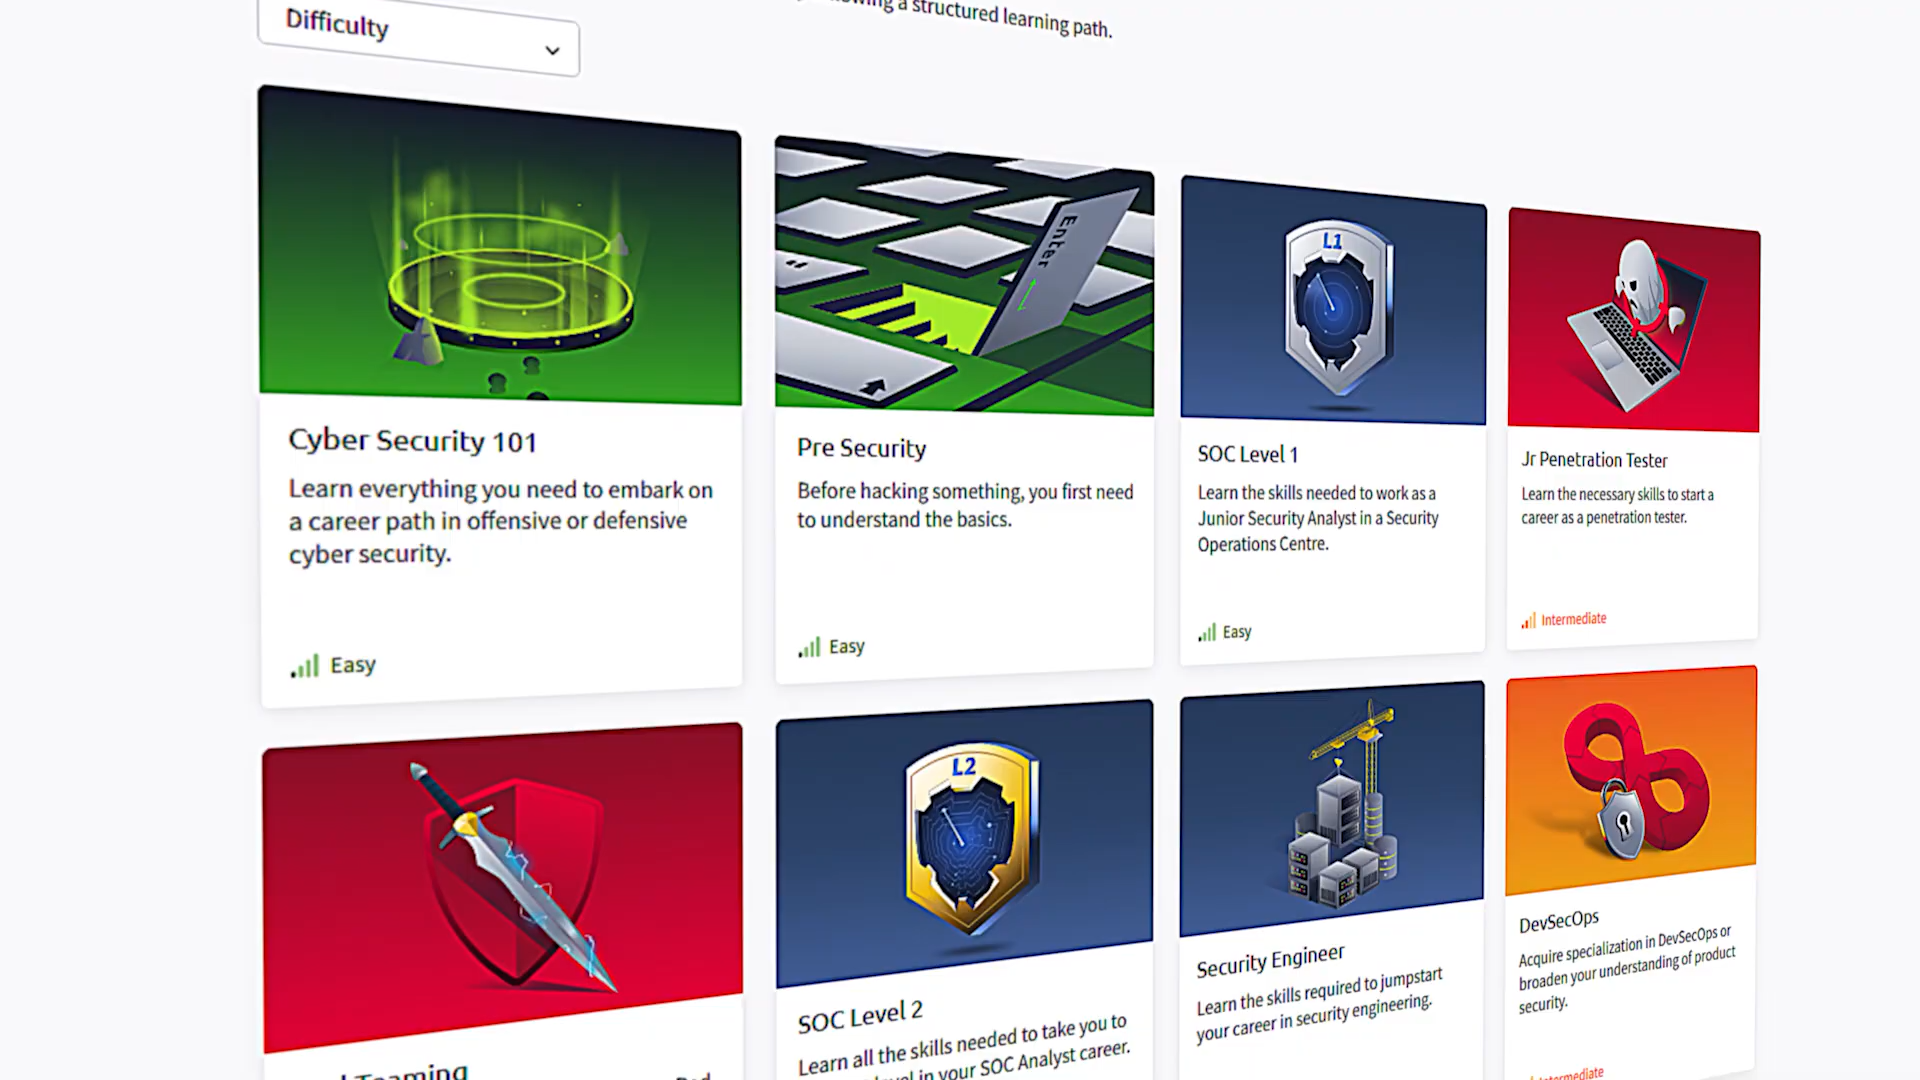 Difficulty
a structured learning path.
Enter
L1
Cyber Security 101
Learn everything you need to embark on
a career path in offensive or defensive
cyber security.
Easy
Pre Security
Before hacking something, you first need
to understand the basics.
Easy
SOC Level 1
Learn the skills needed to work as a
Junior Security Analyst in a Security
Operations Centre.
Easy
Jr Penetration Tester
Learn the necessary skills to start a
career as a penetration tester.
Intermediate
L2
Teaming
SOC Level 2
Learn all the skills needed to take you to
in your SOC Analyst career.
Security Engineer
Learn the skills required to jumpstart
your career in security engineering.
DevSecOps
Acquire specialization in DevSecOps or
broaden your understanding of product
security.
Intermediate